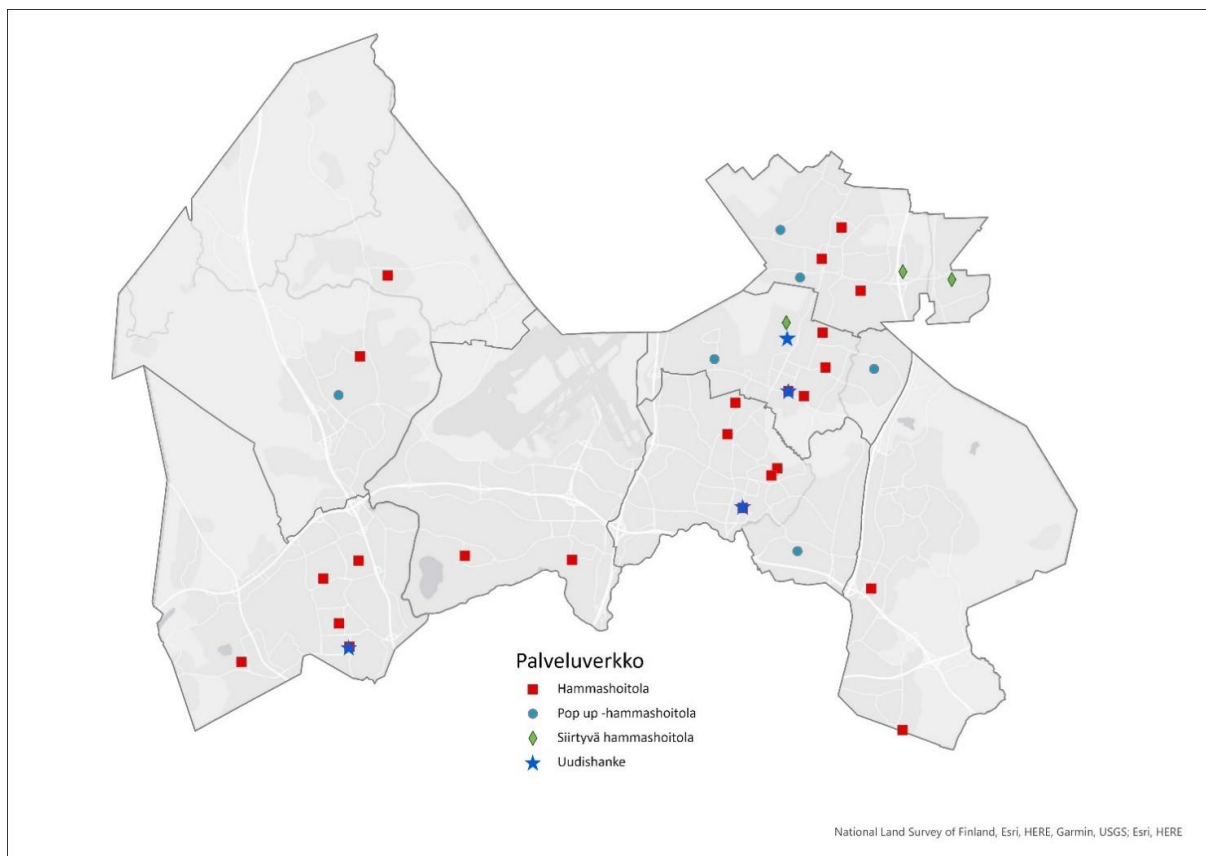 Palveluverkko
Hammashoitola
Pop up -hammashoitola
Siirtyvä hammashoitola
Uudishanke
National Land Survey of Finland, Esri, HERE, Garmin, USGS; Esri, HERE